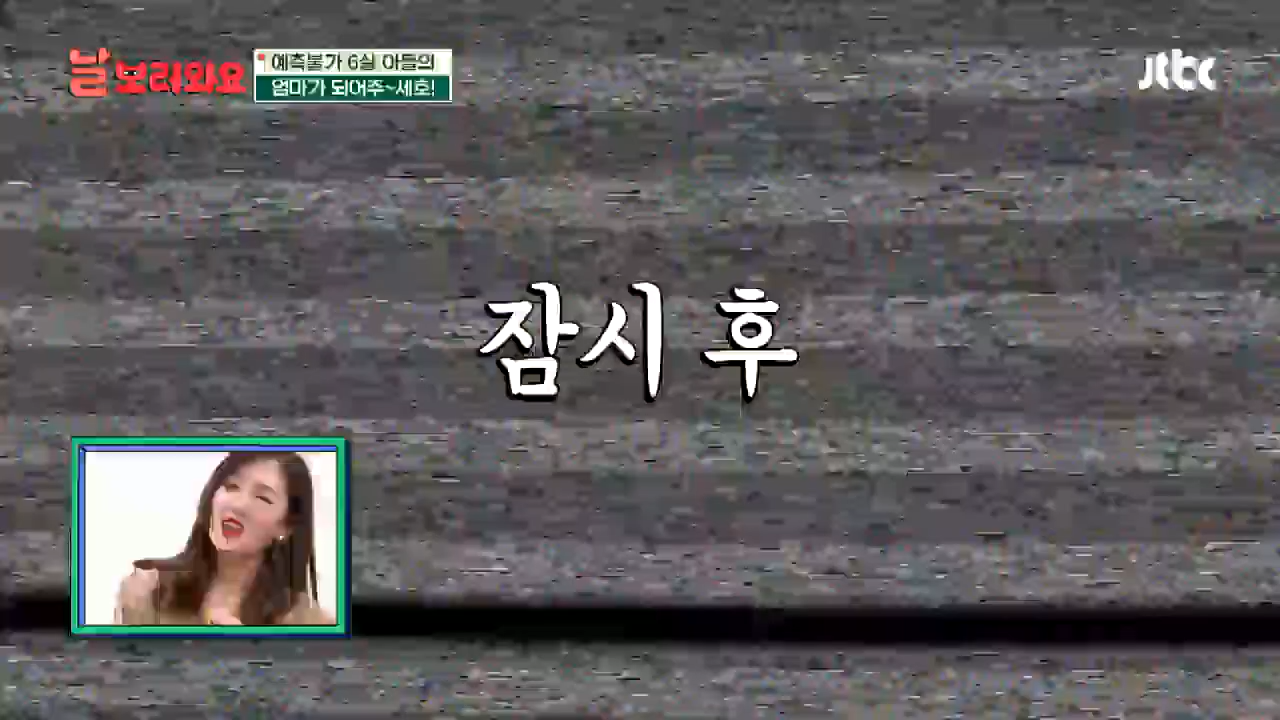 날 보러와요
예측불가 6살 아들의
엄마가 되어주~세호!
jtbc
잠시 후